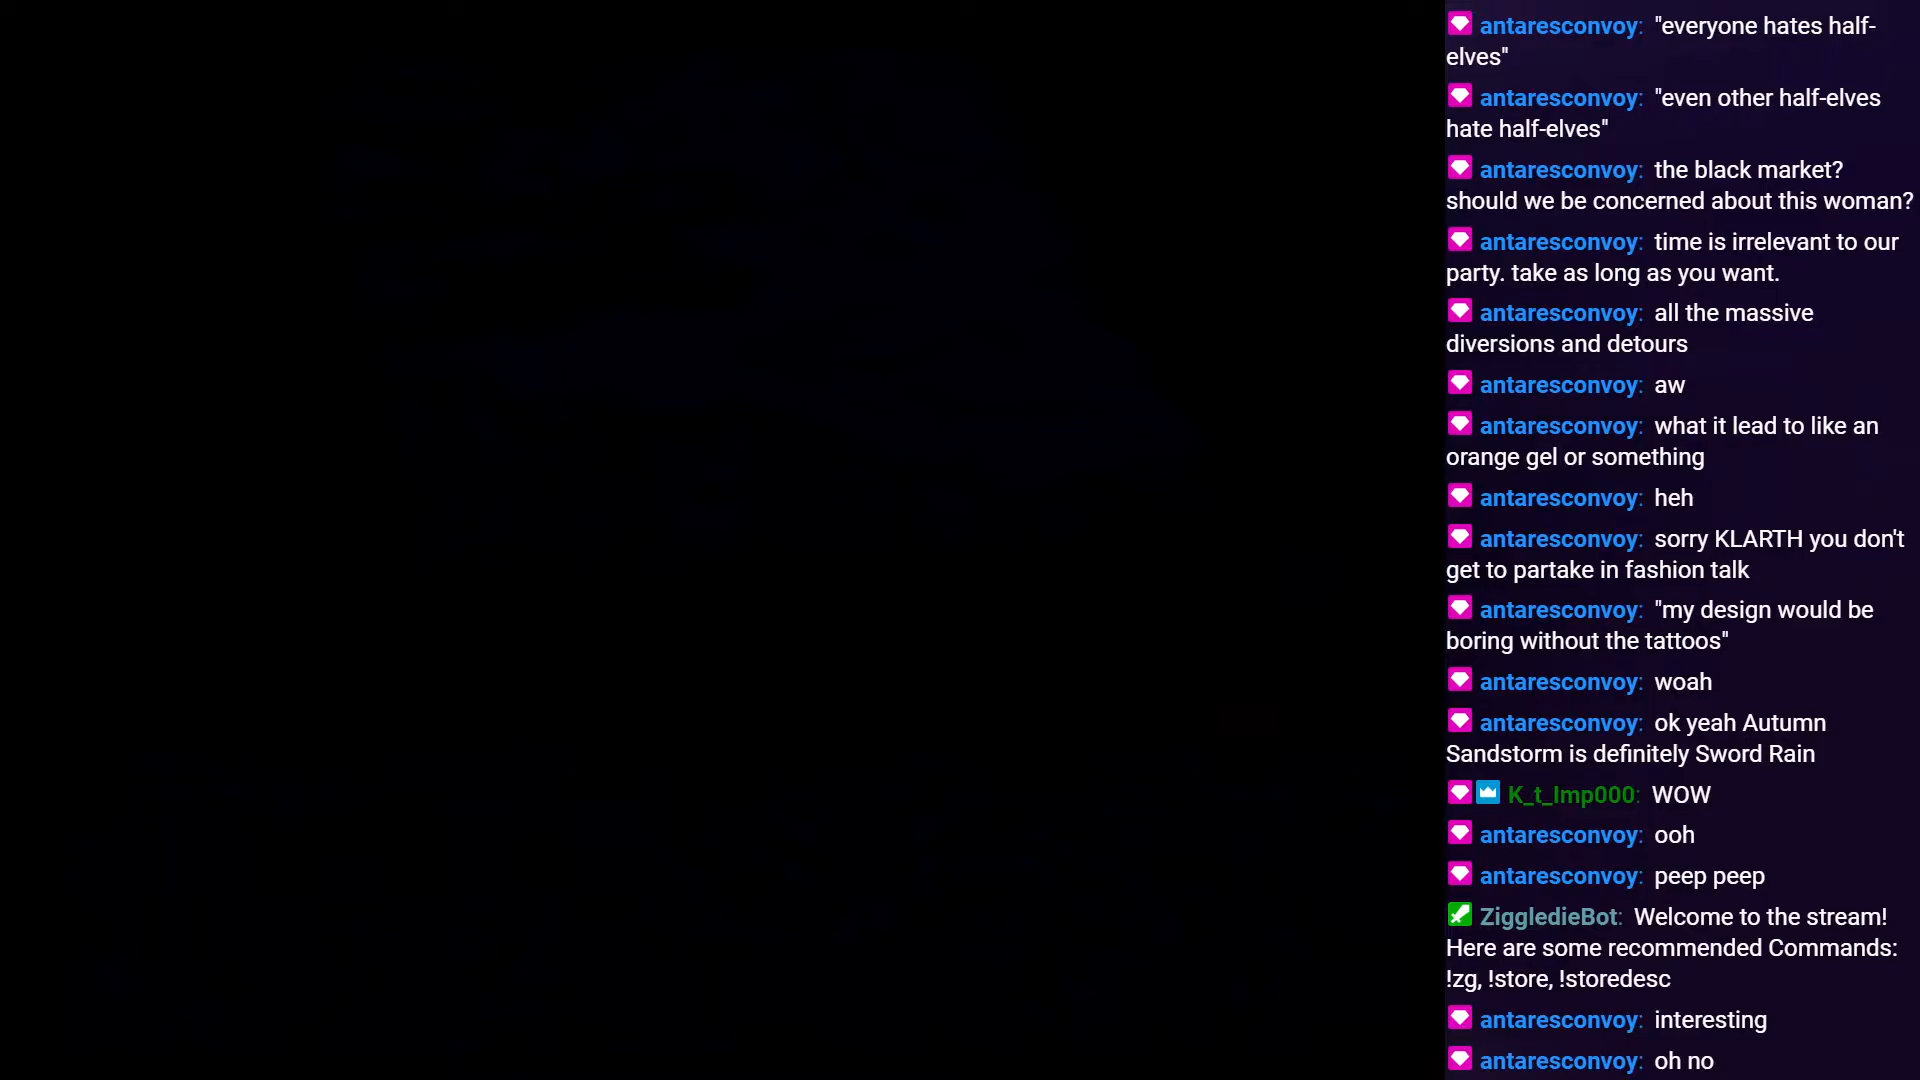 antaresconvoy: "everyone hates half-
elves"
antaresconvoy: "even other half-elves
hate half-elves"
antaresconvoy: the black market?
should we be concerned about this woman?
antaresconvoy: time is irrelevant to our
party. take as long as you want.
antaresconvoy: all the massive
diversions and detours
antaresconvoy: aw
antaresconvoy: what it lead to like an
orange gel or something
antaresconvoy: heh
antaresconvoy: sorry KLARTH you don't
get to partake in fashion talk
antaresconvoy: "my design would be
boring without the tattoos"
antaresconvoy: woah
antaresconvoy: ok yeah Autumn
Sandstorm is definitely Sword Rain
K_t_Imp000: WOW
antaresconvoy: ooh
antaresconvoy: peep peep
ZiggledieBot: Welcome to the stream!
Here are some recommended Commands:
!zg, !store, !storedesc
antaresconvoy: interesting
antaresconvoy: oh no